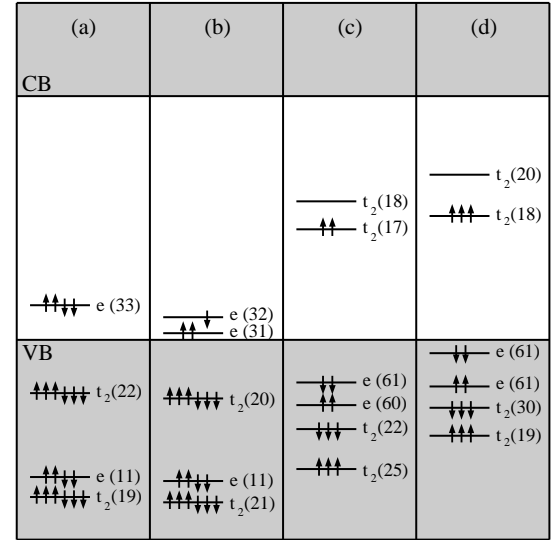 (a) (b) (c) (d)
CB
t₂(20)
t₂(18)
t₂(18)
t₂(17)
e (33)
e (32)
e (31)
VB
e (61)
e (61)
e (61)
t₂(22)
t₂(20)
e (60)
t₂(30)
t₂(22)
t₂(19)
t₂(25)
e (11)
e (11)
t₂(19)
t₂(21)